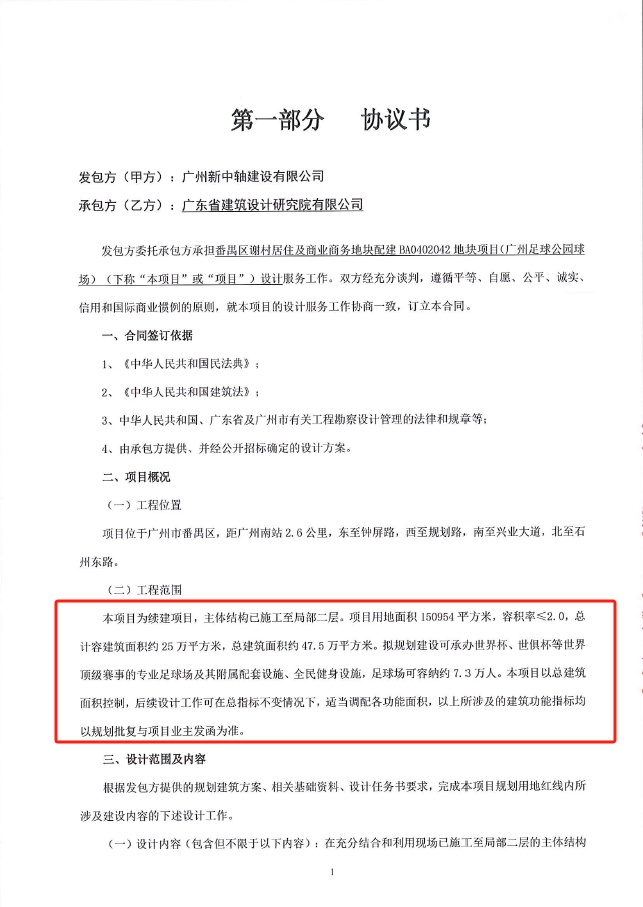 第一部分 协议书
发包方（甲方）：广州新中轴建设有限公司
承包方（乙方）：广东省建筑设计研究院有限公司
发包方委托承包方承担番禺区谢村居住及商业商务地块配建 BA0402042 地块项目（广州足球公园球
场）（下称“本项目”或“项目”）设计服务工作。双方经充分谈判，遵循平等、自愿、公平、诚实、
信用和国际商业惯例的原则，就本项目的设计服务工作协商一致，订立本合同。
一、合同签订依据
1、《中华人民共和国民法典》；
2、《中华人民共和国建筑法》；
3、中华人民共和国、广东省及广州市有关工程勘察设计管理的法律和规章等；
4、由承包方提供、并经公开招标确定的设计方案。
二、项目概况
（一）工程位置
项目位于广州市番禺区，距广州南站 2.6 公里，东至钟屏路，西至规划路，南至兴业大道，北至石
州东路。
（二）工程范围
本项目为续建项目，主体结构已施工至局部二层。项目用地面积 150954 平方米，容积率≤2.0，总
计容建筑面积约 25 万平方米，总建筑面积约 47.5 万平方米。拟规划建设可承办世界杯、世俱杯等世界
顶级赛事的专业足球场及其附属配套设施、全民健身设施，足球场可容纳约 7.3 万人。本项目以总建筑
面积控制，后续设计工作可在总指标不变情况下，适当调配各功能面积，以上所涉及的建筑功能指标均
以规划批复与项目业主发函为准。
三、设计范围及内容
根据发包方提供的规划建筑方案、相关基础资料、设计任务书要求，完成本项目规划用地红线内所
涉及建设内容的下述设计工作。
（一）设计内容（包含但不限于以下内容）：在充分结合和利用现场已施工至局部二层的主体结构
1